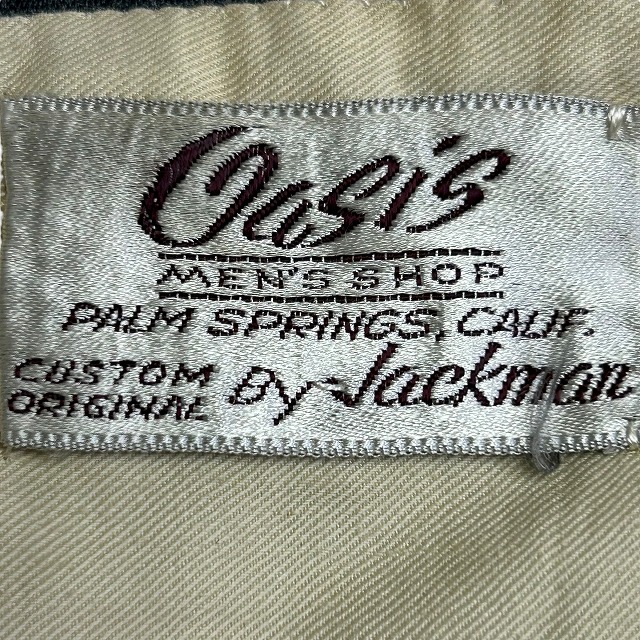 Oasis
MEN'S SHOP
PALM SPRINGS, CALIF.
CUSTOM ORIGINAL By Jackman